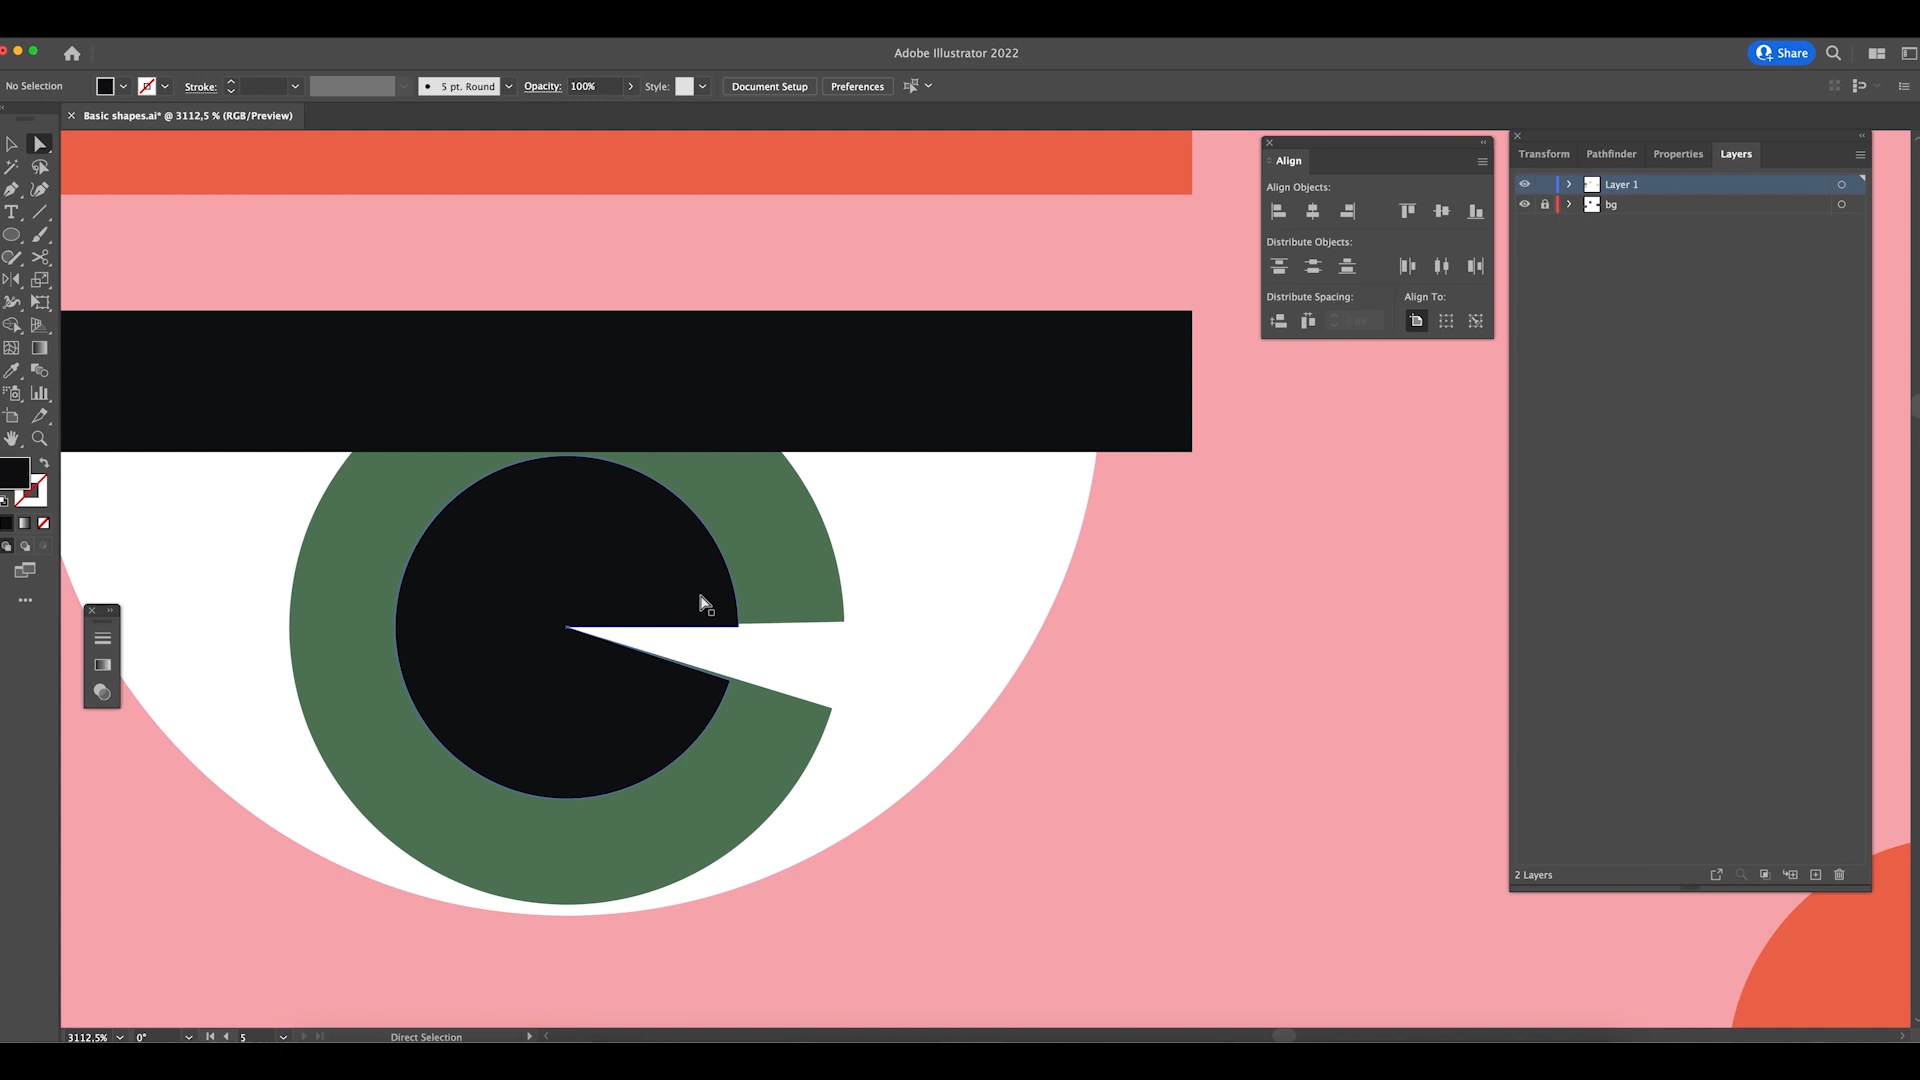 Adobe Illustrator 2022
Share
No Selection
Stroke:
5 pt. Round
Opacity: 100%
Style:
Document Setup
Preferences
Basic shapes.ai* @ 3112,5 % (RGB/Preview)
Align
Align Objects:
Distribute Objects:
Distribute Spacing:
Align To:
0 px
Transform
Pathfinder
Properties
Layers
Layer 1
bg
2 Layers
3112,5%
0°
5
Direct Selection